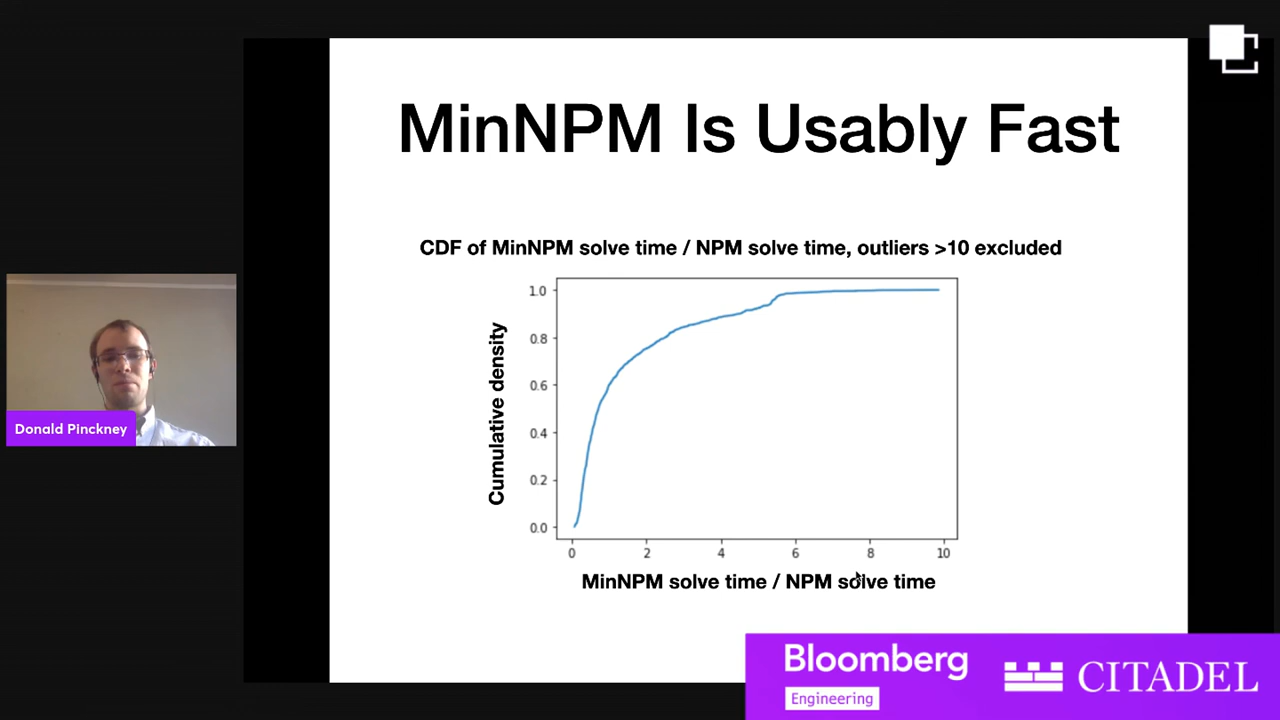 MinNPM Is Usably Fast
CDF of MinNPM solve time / NPM solve time, outliers >10 excluded
Cumulative density
1.0
0.8
0.6
0.4
0.2
0.0
0 2 4 6 8 10
MinNPM solve time / NPM solve time
Donald Pinckney
Bloomberg
Engineering
CITADEL